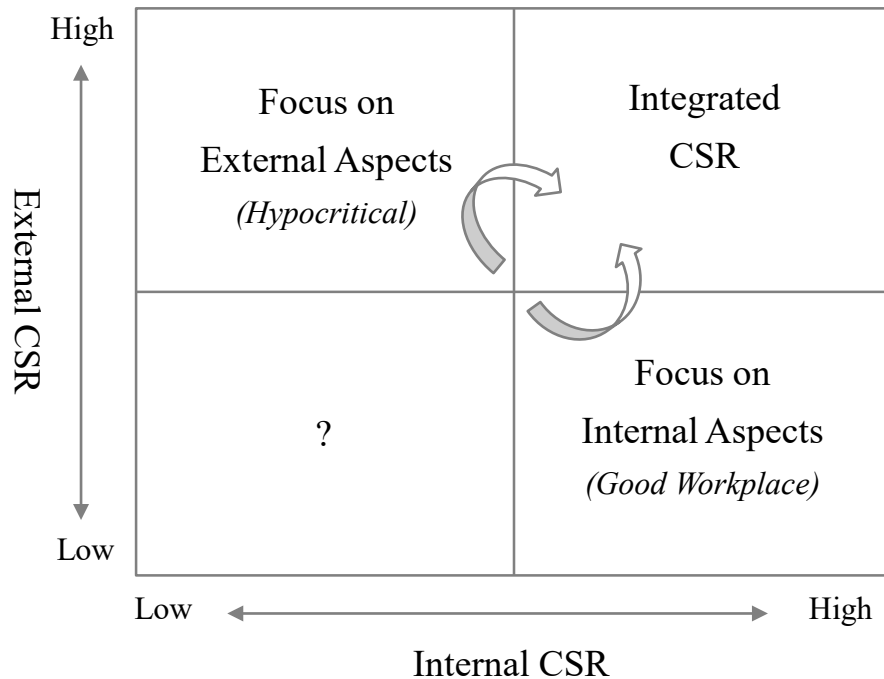 High
Focus on
External Aspects
(Hypocritical)
Integrated
CSR
External CSR
?
Focus on
Internal Aspects
(Good Workplace)
Low
Low
High
Internal CSR